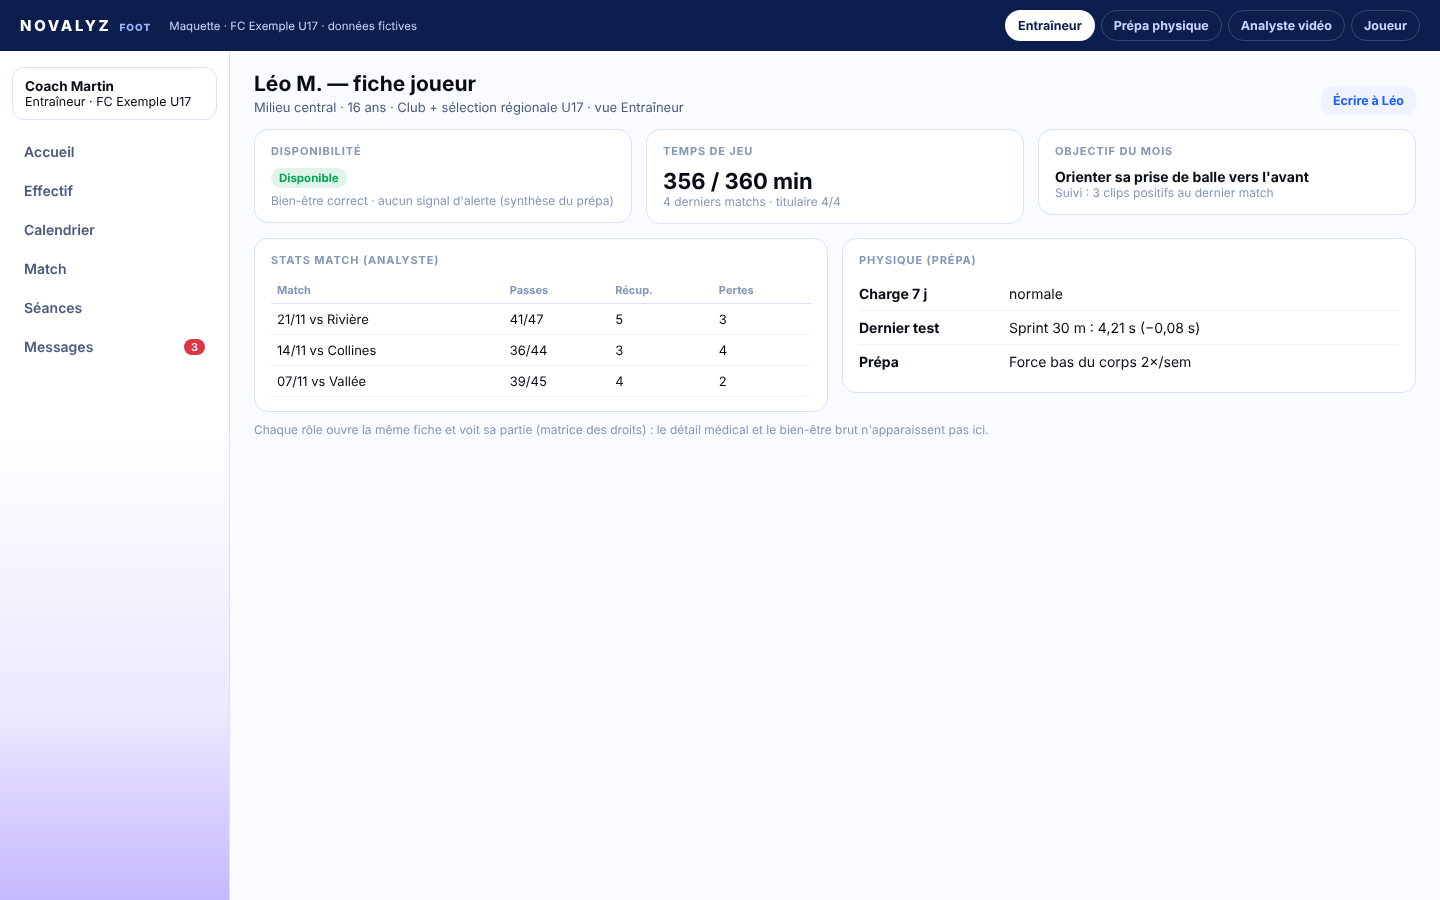 NOVALYZ FOOT Maquette · FC Exemple U17 · données fictives Entraîneur Prépa physique Analyste vidéo Joueur
Coach Martin
Entraîneur · FC Exemple U17
Accueil
Effectif
Calendrier
Match
Séances
Messages 3
Léo M. — fiche joueur
Milieu central · 16 ans · Club + sélection régionale U17 · vue Entraîneur
Écrire à Léo
DISPONIBILITÉ
Disponible
Bien-être correct · aucun signal d'alerte (synthèse du prépa)
TEMPS DE JEU
356 / 360 min
4 derniers matchs · titulaire 4/4
OBJECTIF DU MOIS
Orienter sa prise de balle vers l'avant
Suivi : 3 clips positifs au dernier match
STATS MATCH (ANALYSTE)
Match Passes Récup. Pertes
21/11 vs Rivière 41/47 5 3
14/11 vs Collines 36/44 3 4
07/11 vs Vallée 39/45 4 2
PHYSIQUE (PRÉPA)
Charge 7 j normale
Dernier test Sprint 30 m : 4,21 s (−0,08 s)
Prépa Force bas du corps 2×/sem
Chaque rôle ouvre la même fiche et voit sa partie (matrice des droits) : le détail médical et le bien-être brut n'apparaissent pas ici.